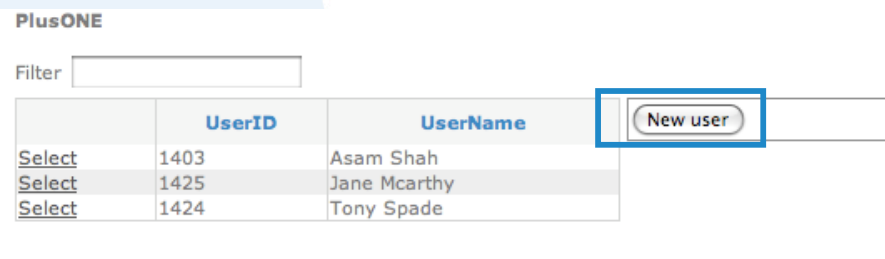 PlusONE
Filter
UserID UserName New user
Select 1403 Asam Shah
Select 1425 Jane Mcarthy
Select 1424 Tony Spade